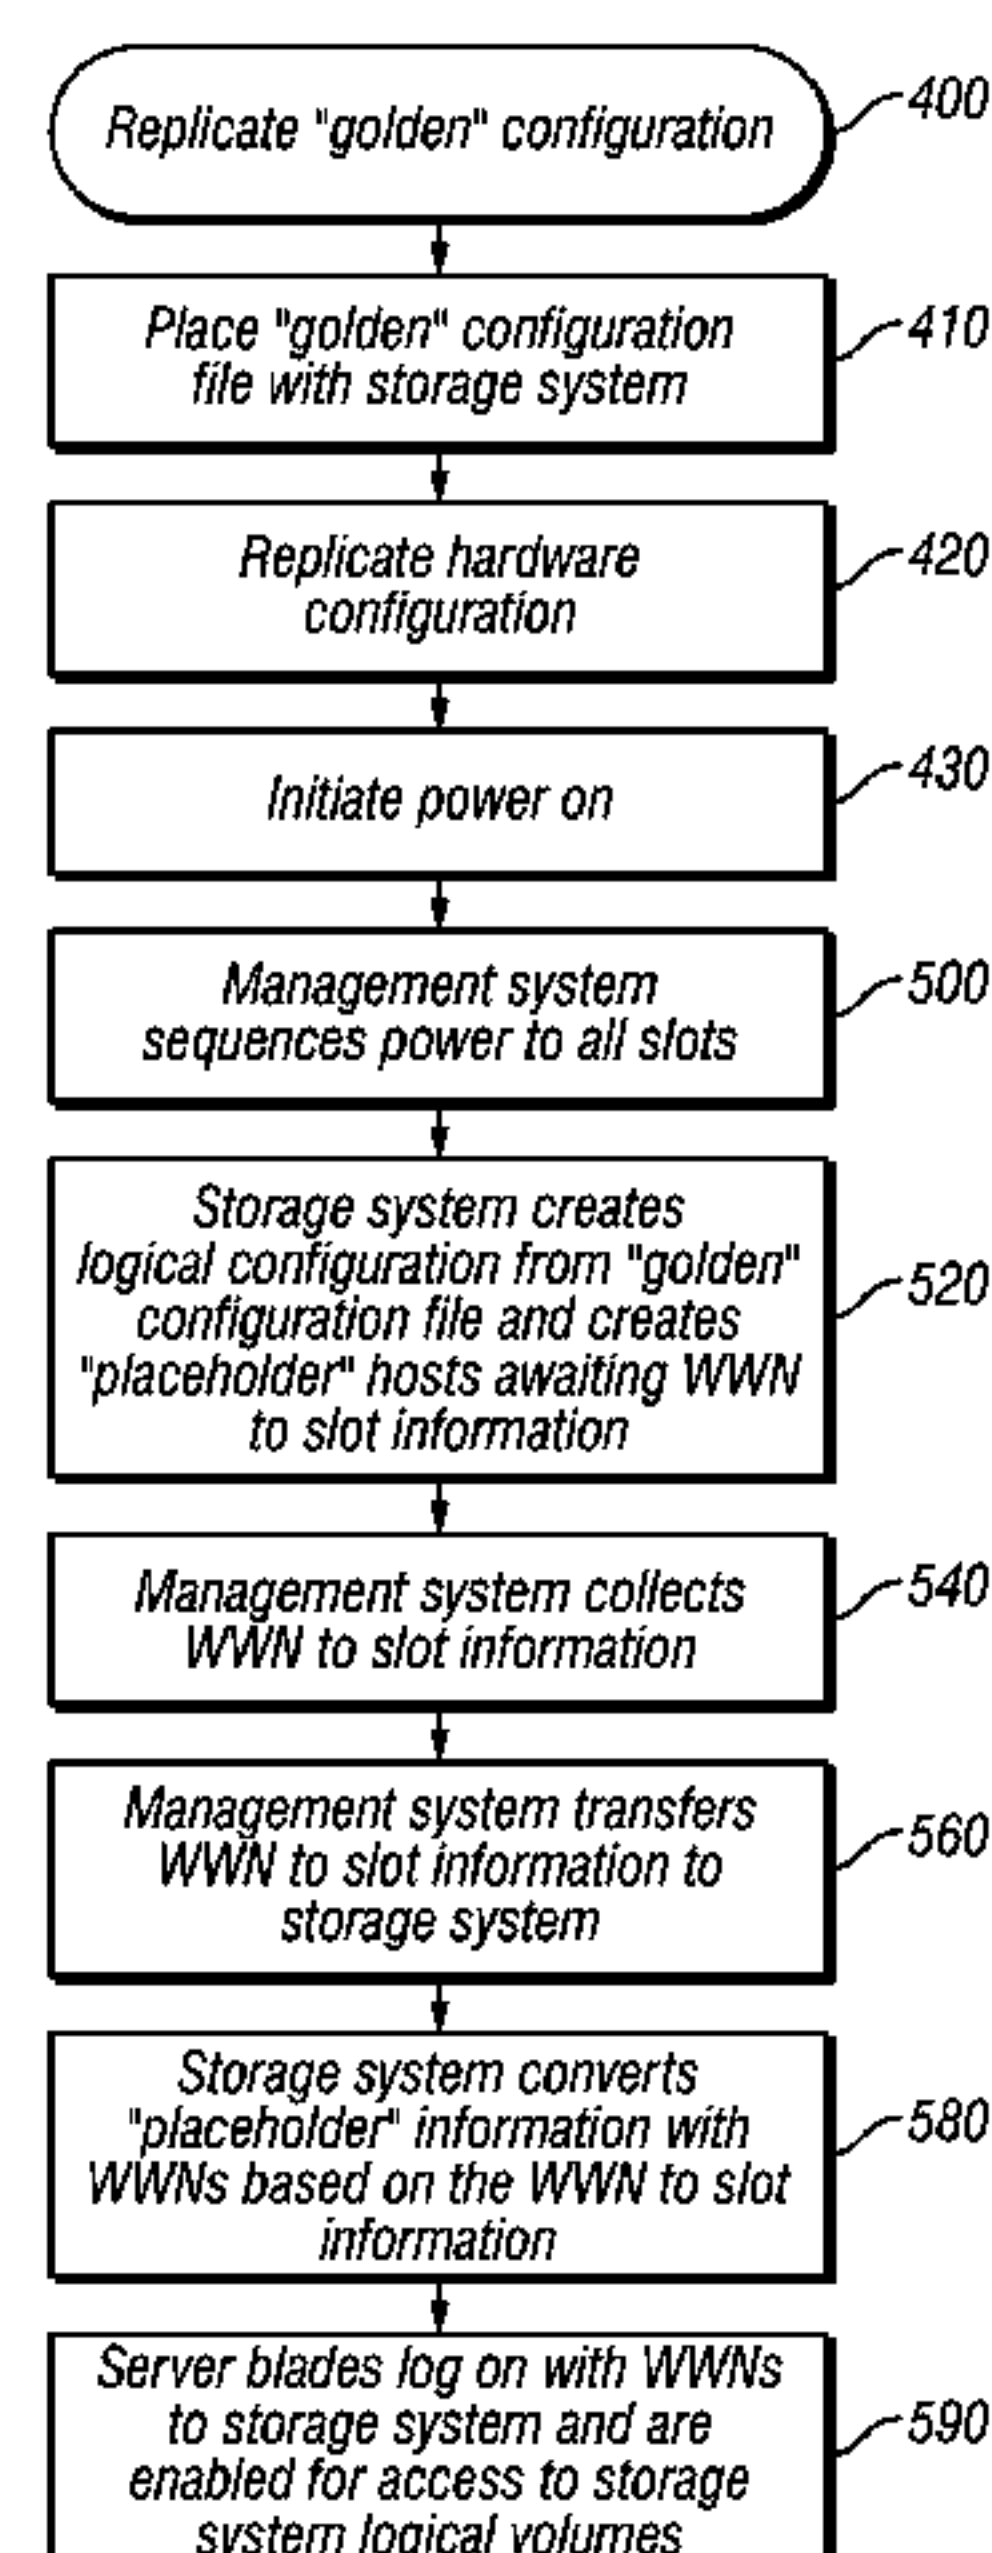 Replicate "golden" configuration
400
Place "golden" configuration
file with storage system
410
Replicate hardware
configuration
420
Initiate power on
430
Management system
sequences power to all slots
500
Storage system creates
logical configuration from "golden"
configuration file and creates
"placeholder" hosts awaiting WWN
to slot information
520
Management system collects
WWN to slot information
540
Management system transfers
WWN to slot information to
storage system
560
Storage system converts
"placeholder" information with
WWNs based on the WWN to slot
information
580
Server blades log on with WWNs
to storage system and are
enabled for access to storage
system logical volumes
590